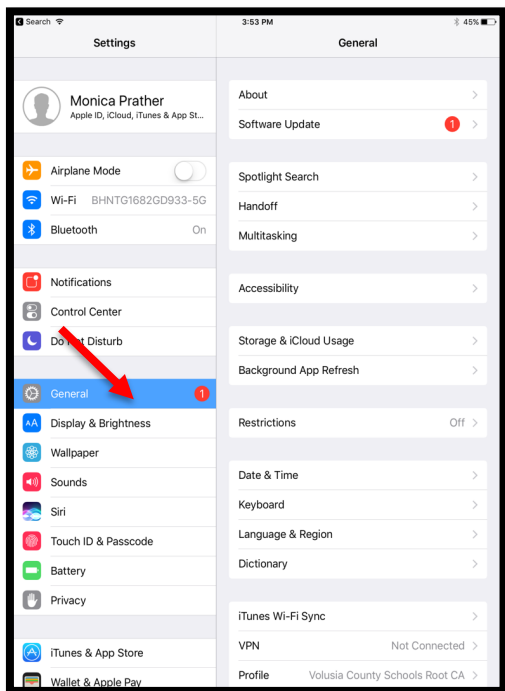 Search 3:53 PM 45%
Settings
General
Monica Prather
Apple ID, iCloud, iTunes & App St...
Airplane Mode
Wi-Fi BHNTG1682GD933-5G
Bluetooth On
Notifications
Control Center
Do Disturb
General 1
AA Display & Brightness
Wallpaper
Sounds
Siri
Touch ID & Passcode
Battery
Privacy
iTunes & App Store
Wallet & Apple Pay
About
Software Update 1
Spotlight Search
Handoff
Multitasking
Accessibility
Storage & iCloud Usage
Background App Refresh
Restrictions Off
Date & Time
Keyboard
Language & Region
Dictionary
iTunes Wi-Fi Sync
VPN Not Connected
Profile Volusia County Schools Root CA